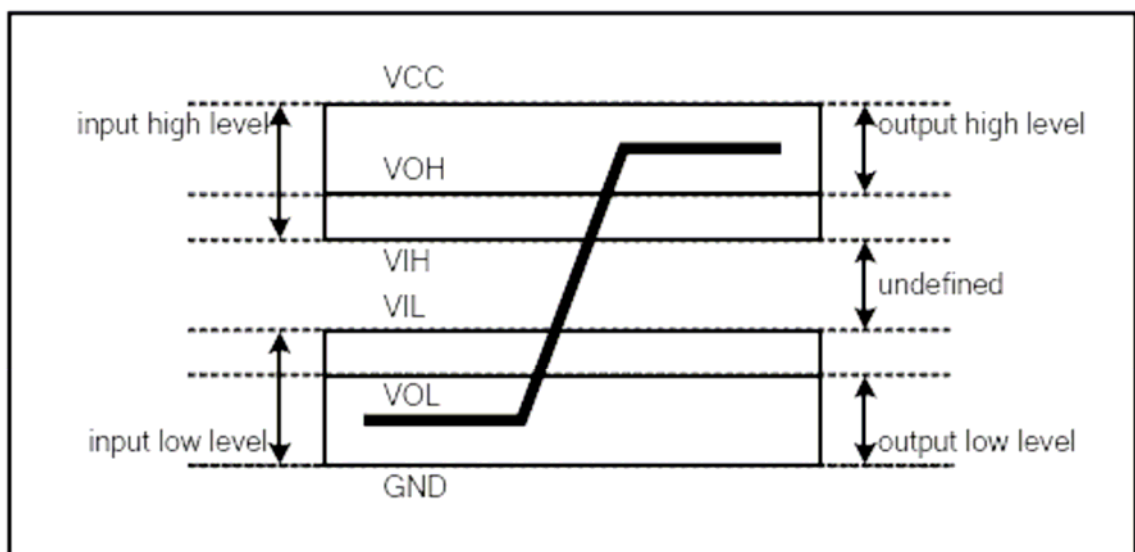 VCC
input high level
output high level
VOH
VIH
undefined
VIL
VOL
input low level
output low level
GND